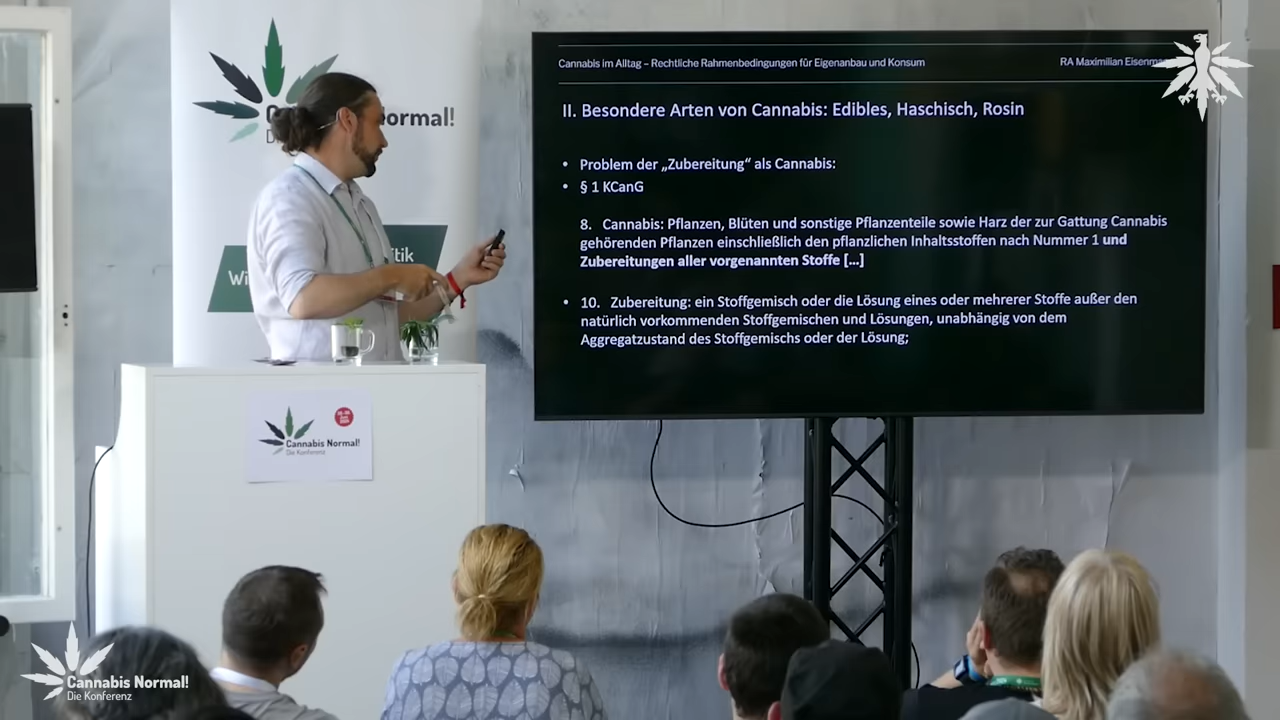 ormal!
D
tik
Wi
Cannabis im Alltag – Rechtliche Rahmenbedingungen für Eigenanbau und Konsum
RA Maximilian Eisenm
II. Besondere Arten von Cannabis: Edibles, Haschisch, Rosin
• Problem der „Zubereitung“ als Cannabis:
• § 1 KCanG
8. Cannabis: Pflanzen, Blüten und sonstige Pflanzenteile sowie Harz der zur Gattung Cannabis
gehörenden Pflanzen einschließlich den pflanzlichen Inhaltsstoffen nach Nummer 1 und
Zubereitungen aller vorgenannten Stoffe [...]
• 10. Zubereitung: ein Stoffgemisch oder die Lösung eines oder mehrerer Stoffe außer den
natürlich vorkommenden Stoffgemischen und Lösungen, unabhängig von dem
Aggregatzustand des Stoffgemischs oder der Lösung;
Cannabis Normal!
Die Konferenz
Cannabis Normal!
Die Konferenz